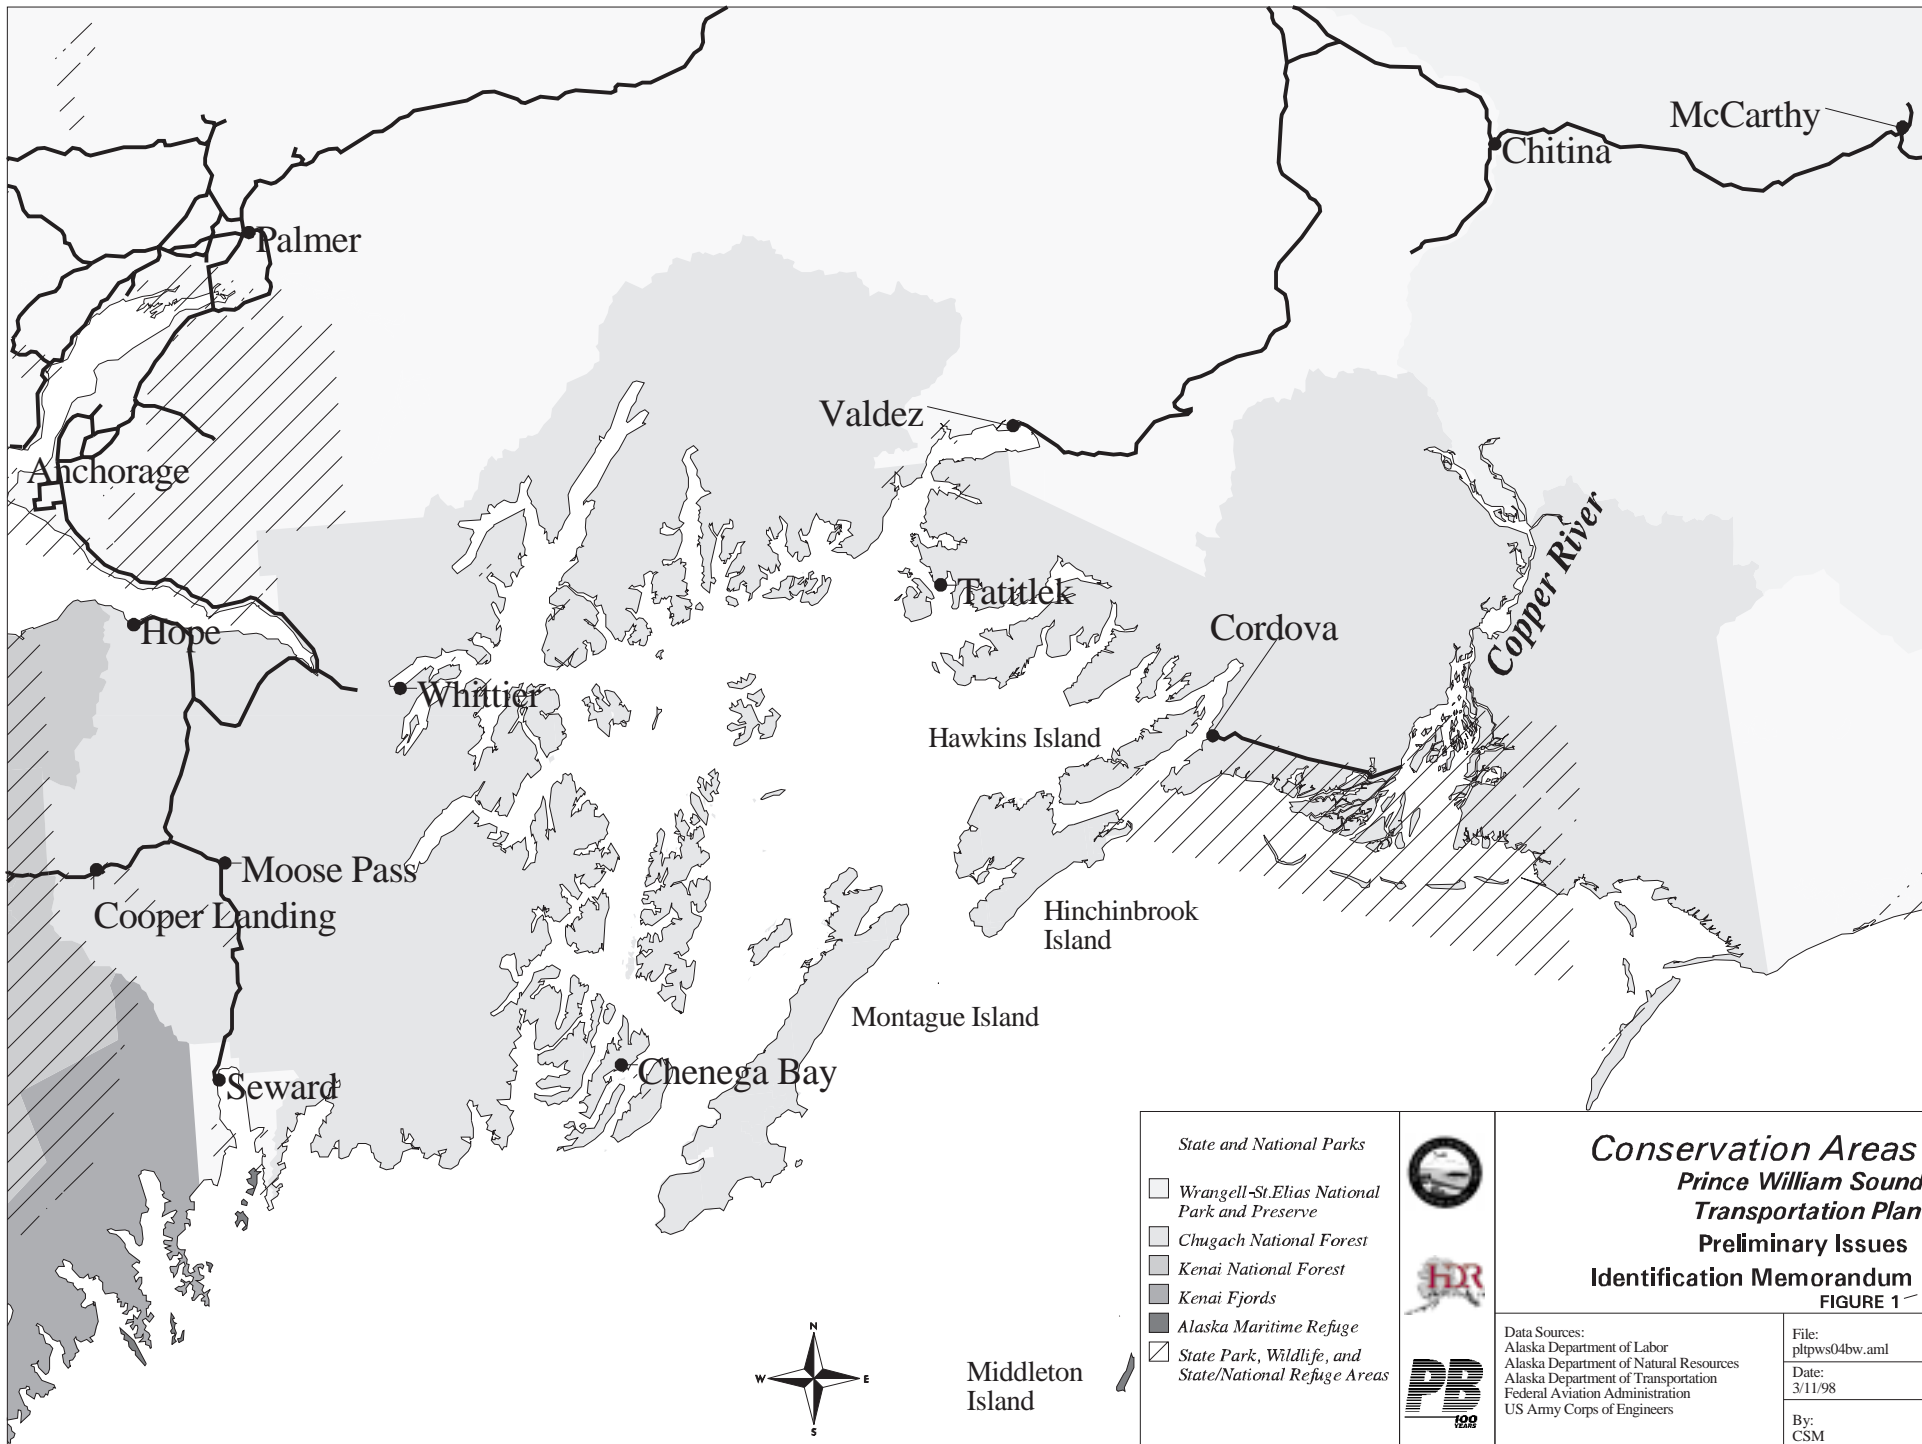 McCarthy
Chitina
Palmer
Valdez
Anchorage
Copper River
Tatitlek
Hope
Cordova
Whittier
Hawkins Island
Moose Pass
Cooper Landing
Hinchinbrook
Island
Montague Island
Chenega Bay
Seward
Middleton
Island
N
W
E
S
State and National Parks
Wrangell-St.Elias National
Park and Preserve
Chugach National Forest
Kenai National Forest
Kenai Fjords
Alaska Maritime Refuge
State Park, Wildlife, and
State/National Refuge Areas
HDR
PB
100
YEARS
Conservation Areas
Prince William Sound
Transportation Plan
Preliminary Issues
Identification Memorandum
FIGURE 1
Data Sources:
Alaska Department of Labor
Alaska Department of Natural Resources
Alaska Department of Transportation
Federal Aviation Administration
US Army Corps of Engineers
File:
pltpws04bw.aml
Date:
3/11/98
By:
CSM